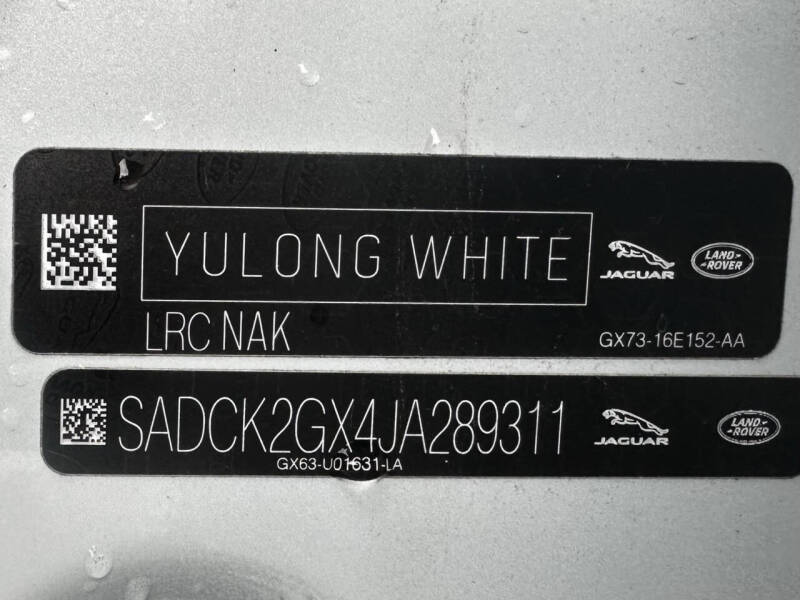 YULONG WHITE
JAGUAR
LAND
ROVER
LRC NAK
GX73-16E152-AA
SADCK2GX4JA289311
JAGUAR
LAND
ROVER
GX63-U01631-LA